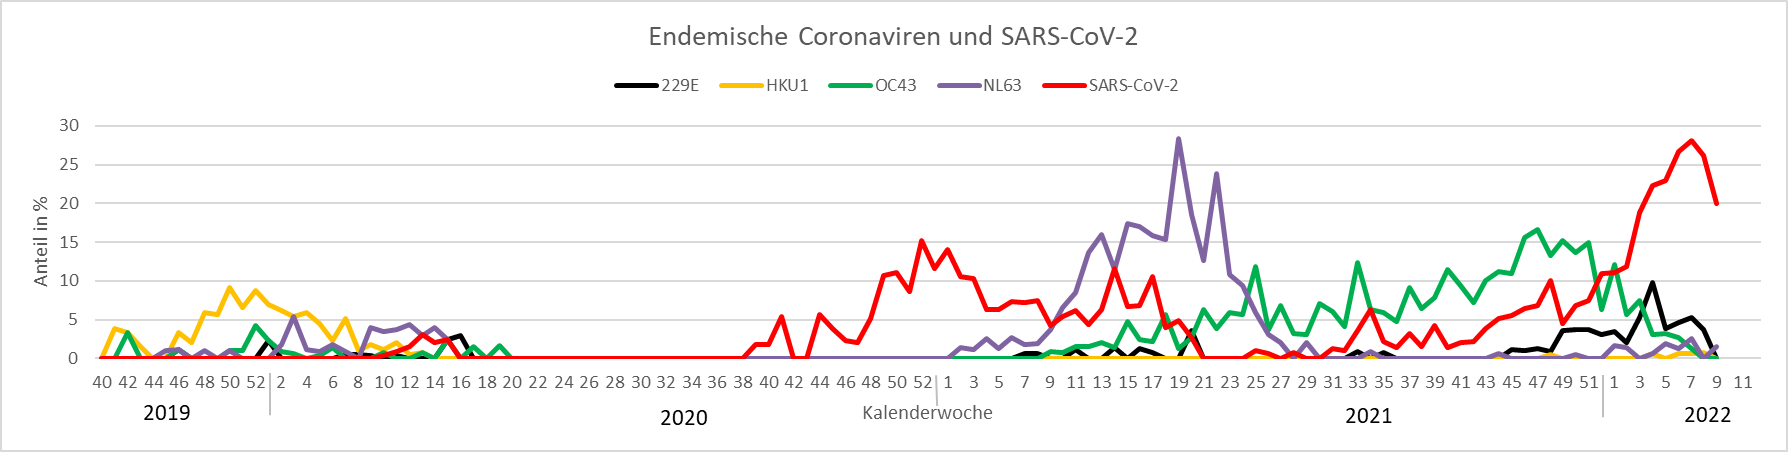 Endemische Coronaviren und SARS-CoV-2
229E HKU1 OC43 NL63 SARS-CoV-2
Anteil in %
30
25
20
15
10
5
0
40 42 44 46 48 50 52 2 4 6 8 10 12 14 16 18 20 22 24 26 28 30 32 34 36 38 40 42 44 46 48 50 52 1 3 5 7 9 11 13 15 17 19 21 23 25 27 29 31 33 35 37 39 41 43 45 47 49 51 1 3 5 7 9 11
2019 2020 Kalenderwoche 2021 2022